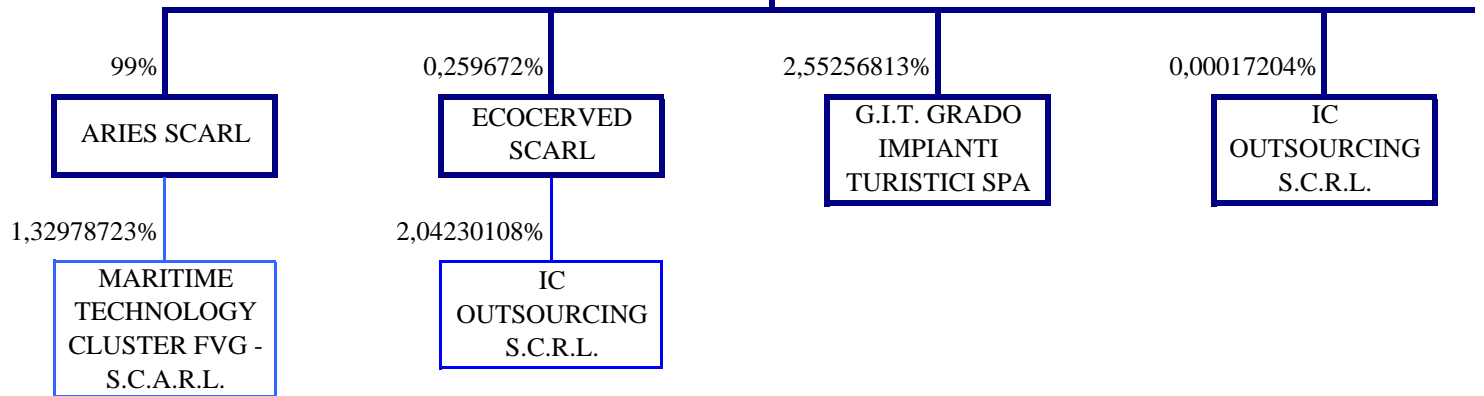 99%
0,259672%
2,55256813%
0,00017204%
ARIES SCARL
ECOCERVED
SCARL
G.I.T. GRADO
IMPIANTI
TURISTICI SPA
IC
OUTSOURCING
S.C.R.L.
1,32978723%
2,04230108%
MARITIME
TECHNOLOGY
CLUSTER FVG -
S.C.A.R.L.
IC
OUTSOURCING
S.C.R.L.